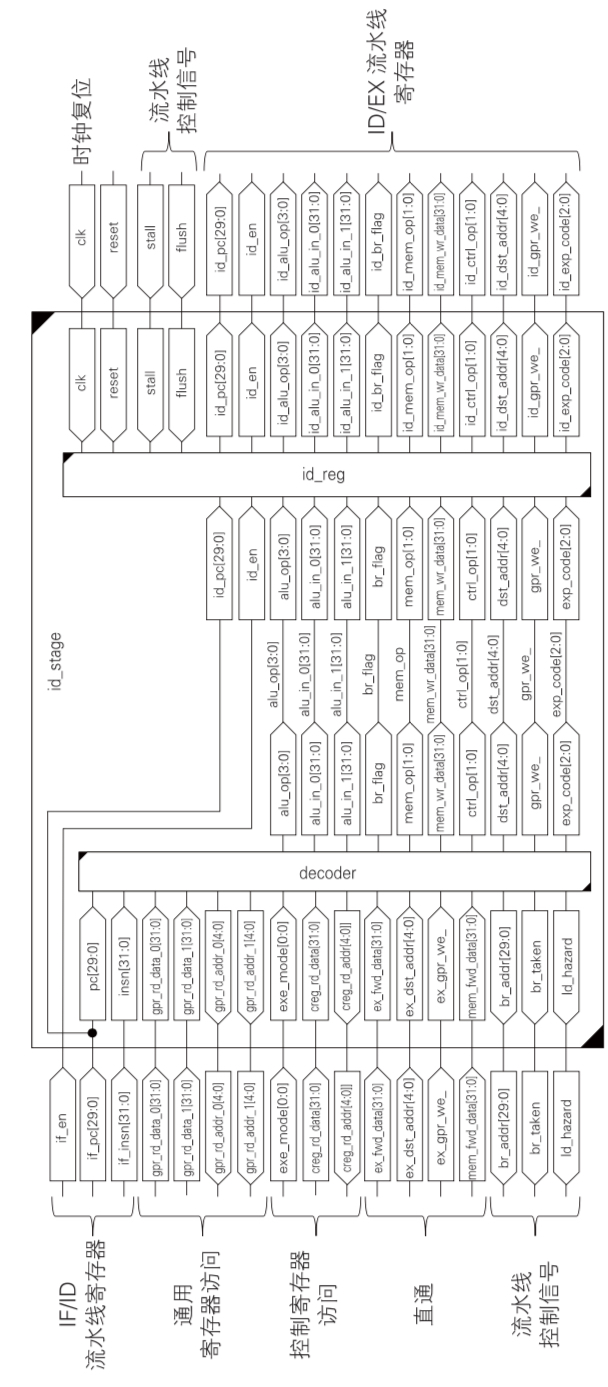 id_stage
IF/ID
流水线寄存器
if_en
if_pc[29:0]
if_insn[31:0]
pc[29:0]
insn[31:0]
通用
寄存器访问
gpr_rd_data_0[31:0]
gpr_rd_data_1[31:0]
gpr_rd_addr_0[4:0]
gpr_rd_addr_1[4:0]
gpr_rd_data_0[31:0]
gpr_rd_data_1[31:0]
gpr_rd_addr_0[4:0]
gpr_rd_addr_1[4:0]
控制寄存器
访问
exe_mode[0:0]
creg_rd_data[31:0]
creg_rd_addr[4:0]]
exe_mode[0:0]
creg_rd_data[31:0]
creg_rd_addr[4:0]]
直通
ex_fwd_data[31:0]
ex_dst_addr[4:0]
ex_gpr_we_
mem_fwd_data[31:0]
ex_fwd_data[31:0]
ex_dst_addr[4:0]
ex_gpr_we_
mem_fwd_data[31:0]
流水线
控制信号
br_addr[29:0]
br_taken
ld_hazard
br_addr[29:0]
br_taken
ld_hazard
decoder
alu_op[3:0]
alu_in_0[31:0]
alu_in_1[31:0]
br_flag
mem_op[1:0]
mem_wr_data[31:0]
ctrl_op[1:0]
dst_addr[4:0]
gpr_we_
exp_code[2:0]
alu_op[3:0]
alu_in_0[31:0]
alu_in_1[31:0]
br_flag
mem_op
mem_wr_data[31:0]
ctrl_op[1:0]
dst_addr[4:0]
gpr_we_
exp_code[2:0]
id_pc[29:0]
id_en
alu_op[3:0]
alu_in_0[31:0]
alu_in_1[31:0]
br_flag
mem_op[1:0]
mem_wr_data[31:0]
ctrl_op[1:0]
dst_addr[4:0]
gpr_we_
exp_code[2:0]
id_reg
clk
reset
stall
flush
id_pc[29:0]
id_en
id_alu_op[3:0]
id_alu_in_0[31:0]
id_alu_in_1[31:0]
id_br_flag
id_mem_op[1:0]
id_mem_wr_data[31:0]
id_ctrl_op[1:0]
id_dst_addr[4:0]
id_gpr_we_
id_exp_code[2:0]
clk
reset
stall
flush
id_pc[29:0]
id_en
id_alu_op[3:0]
id_alu_in_0[31:0]
id_alu_in_1[31:0]
id_br_flag
id_mem_op[1:0]
id_mem_wr_data[31:0]
id_ctrl_op[1:0]
id_dst_addr[4:0]
id_gpr_we_
id_exp_code[2:0]
时钟复位
流水线
控制信号
ID/EX 流水线
寄存器